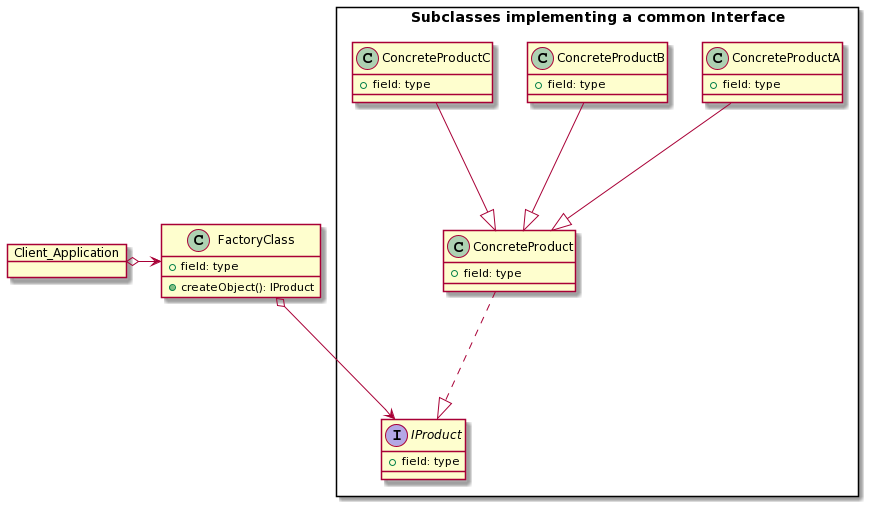 Subclasses implementing a common Interface
C ConcreteProductC
field: type
C ConcreteProductB
field: type
C ConcreteProductA
field: type
Client_Application
C FactoryClass
field: type
createObject(): IProduct
C ConcreteProduct
field: type
I IProduct
field: type